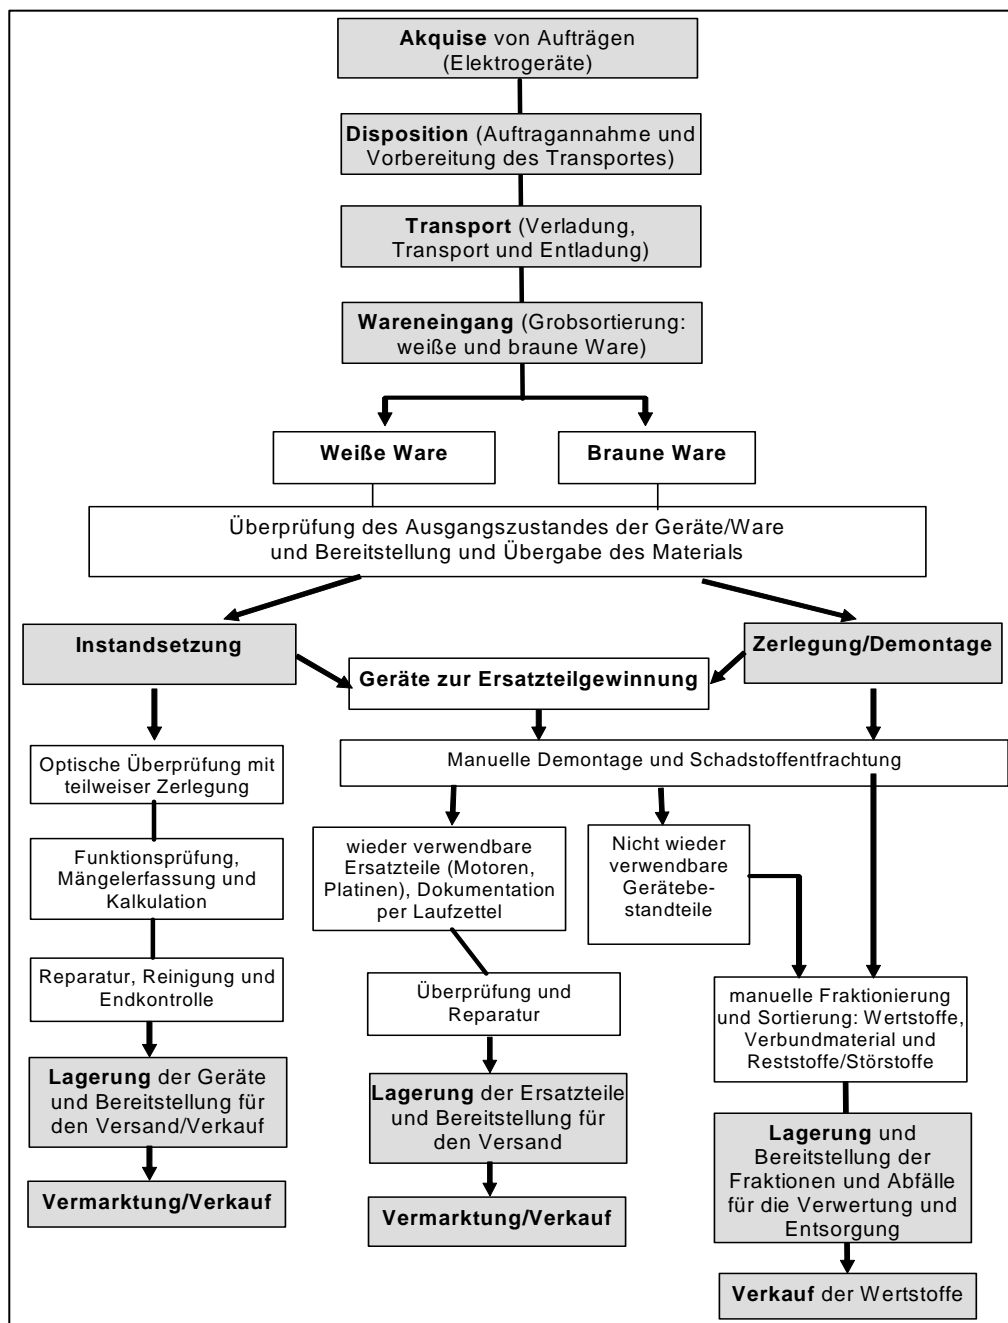 Akquise von Aufträgen
(Elektrogeräte)
Disposition (Auftragannahme und
Vorbereitung des Transportes)
Transport (Verladung,
Transport und Entladung)
Wareneingang (Grobsortierung:
weiße und braune Ware)
Weiße Ware
Braune Ware
Überprüfung des Ausgangszustandes der Geräte/Ware
und Bereitstellung und Übergabe des Materials
Instandsetzung
Zerlegung/Demontage
Geräte zur Ersatzteilgewinnung
Optische Überprüfung mit
teilweiser Zerlegung
Manuelle Demontage und Schadstoffentfrachtung
Funktionsprüfung,
Mängelerfassung und
Kalkulation
wieder verwendbare
Ersatzteile (Motoren,
Platinen), Dokumentation
per Laufzettel
Nicht wieder
verwendbare
Gerätebe-
standteile
Reparatur, Reinigung und
Endkontrolle
Überprüfung und
Reparatur
manuelle Fraktionierung
und Sortierung: Wertstoffe,
Verbundmaterial und
Reststoffe/Störstoffe
Lagerung der Geräte
und Bereitstellung für
den Versand/Verkauf
Lagerung der Ersatzteile
und Bereitstellung für
den Versand
Lagerung und
Bereitstellung der
Fraktionen und Abfälle
für die Verwertung und
Entsorgung
Vermarktung/Verkauf
Vermarktung/Verkauf
Verkauf der Wertstoffe